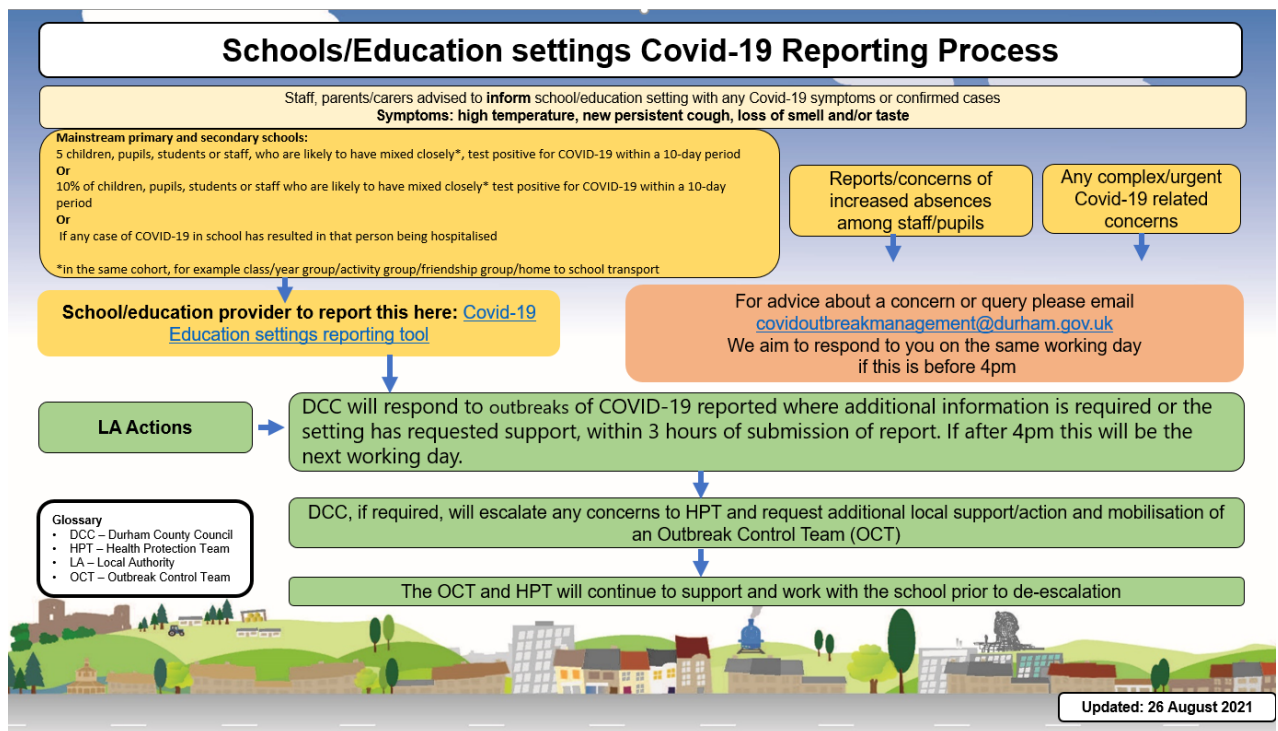 Schools/Education settings Covid-19 Reporting Process
Staff, parents/carers advised to inform school/education setting with any Covid-19 symptoms or confirmed cases
Symptoms: high temperature, new persistent cough, loss of smell and/or taste
Mainstream primary and secondary schools:
5 children, pupils, students or staff, who are likely to have mixed closely*, test positive for COVID-19 within a 10-day period
Or
10% of children, pupils, students or staff who are likely to have mixed closely* test positive for COVID-19 within a 10-day
period
Or
If any case of COVID-19 in school has resulted in that person being hospitalised
*in the same cohort, for example class/year group/activity group/friendship group/home to school transport
Reports/concerns of
increased absences
among staff/pupils
Any complex/urgent
Covid-19 related
concerns
School/education provider to report this here: Covid-19
Education settings reporting tool
For advice about a concern or query please email
covidoutbreakmanagement@durham.gov.uk
We aim to respond to you on the same working day
if this is before 4pm
LA Actions
DCC will respond to outbreaks of COVID-19 reported where additional information is required or the
setting has requested support, within 3 hours of submission of report. If after 4pm this will be the
next working day.
Glossary
• DCC – Durham County Council
• HPT – Health Protection Team
• LA – Local Authority
• OCT – Outbreak Control Team
DCC, if required, will escalate any concerns to HPT and request additional local support/action and mobilisation of
an Outbreak Control Team (OCT)
The OCT and HPT will continue to support and work with the school prior to de-escalation
Updated: 26 August 2021